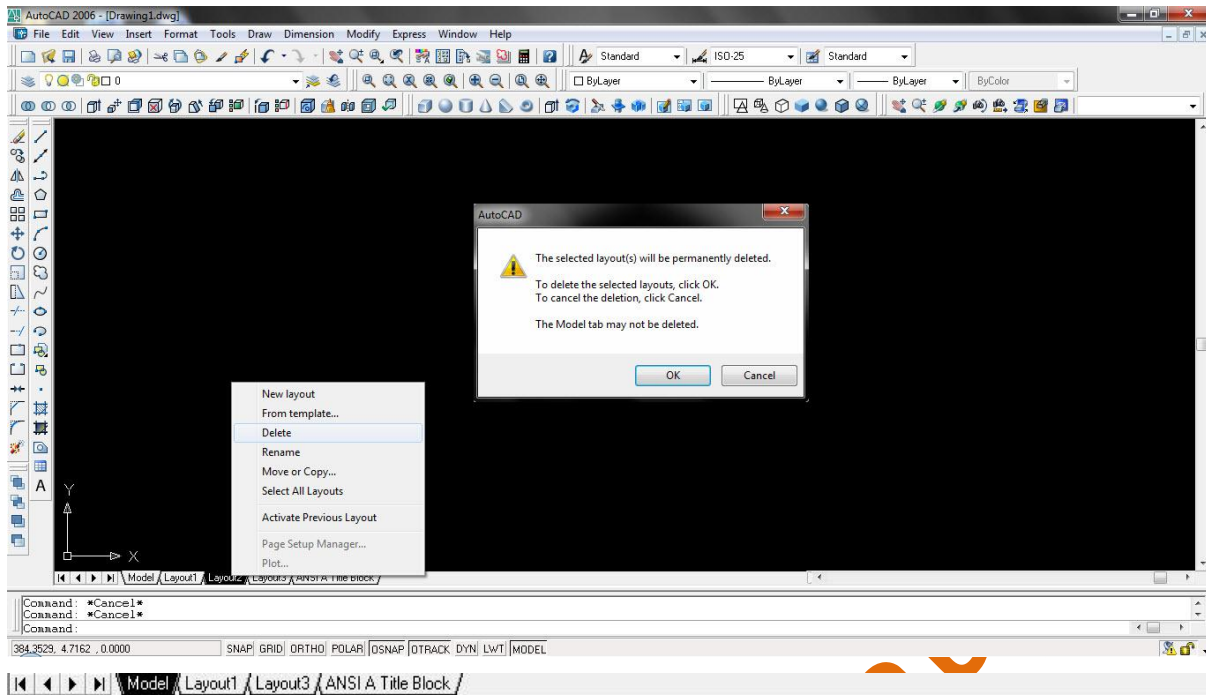 AutoCAD 2006 - [Drawing1.dwg]
File Edit View Insert Format Tools Draw Dimension Modify Express Window Help
Standard ISO-25 Standard
0 ByLayer ByLayer ByLayer ByColor
AutoCAD
The selected layout(s) will be permanently deleted.
To delete the selected layouts, click OK.
To cancel the deletion, click Cancel.
The Model tab may not be deleted.
OK Cancel
New layout
From template...
Delete
Rename
Move or Copy...
Select All Layouts
Activate Previous Layout
Page Setup Manager...
Plot...
A
Y
X
Model Layout1 Layout2 Layout3 ANSI A Title Block
Command: *Cancel*
Command: *Cancel*
Command:
384.3529, 4.7162 , 0.0000 SNAP GRID ORTHO POLAR OSNAP OTRACK DYN LWT MODEL
Model Layout1 Layout3 ANSI A Title Block